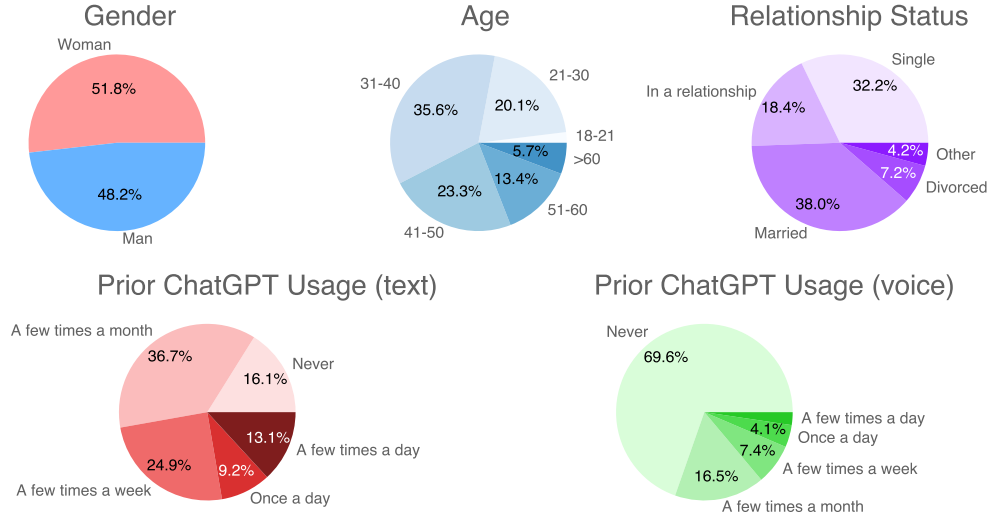 Gender
Age
Relationship Status
Woman
51.8%
48.2%
Man
31-40
21-30
35.6%
20.1%
18-21
5.7%
>60
13.4%
23.3%
51-60
41-50
Single
32.2%
In a relationship
18.4%
4.2%
Other
7.2%
Divorced
38.0%
Married
Prior ChatGPT Usage (text)
Prior ChatGPT Usage (voice)
A few times a month
36.7%
Never
16.1%
13.1%
A few times a day
24.9%
9.2%
A few times a week
Once a day
Never
69.6%
A few times a day
4.1%
Once a day
7.4%
A few times a week
16.5%
A few times a month